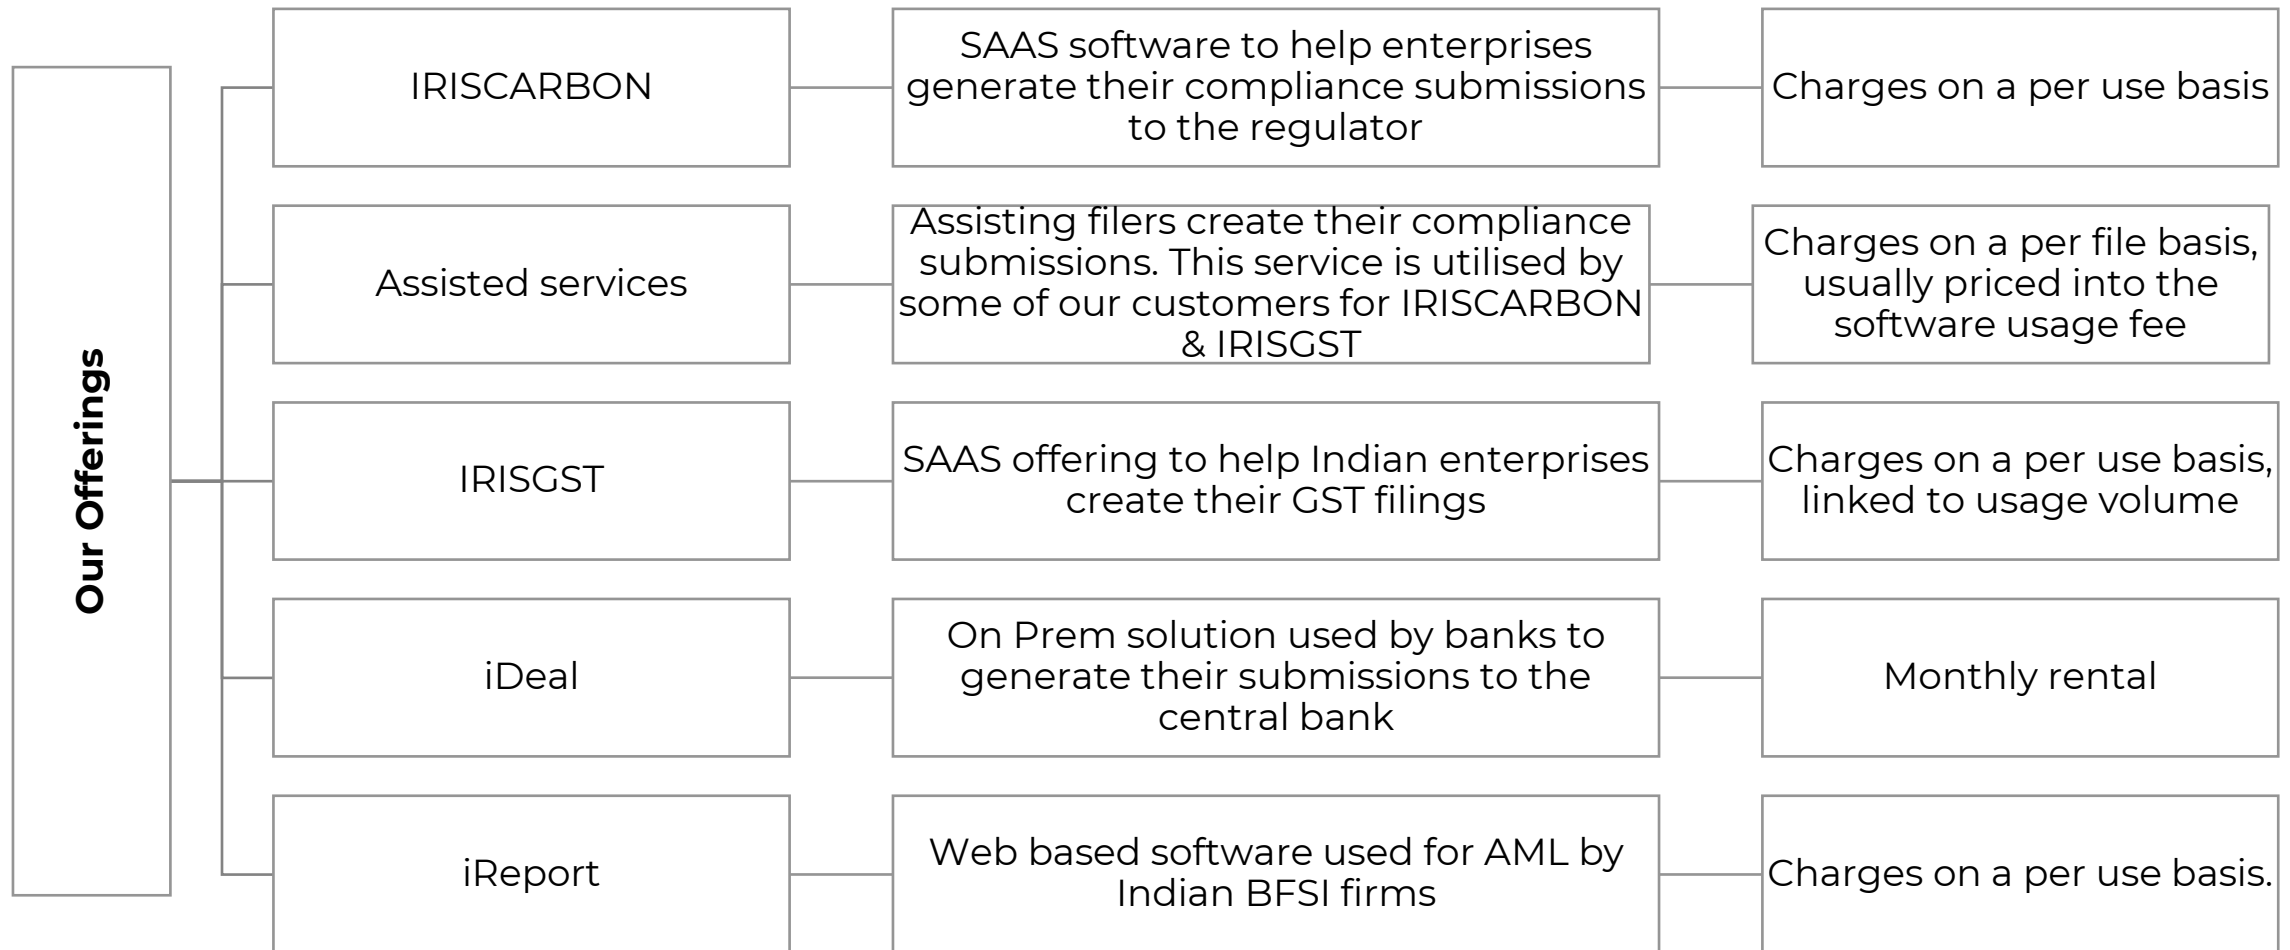 Our Offerings
IRISCARBON
SAAS software to help enterprises
generate their compliance submissions
to the regulator
Charges on a per use basis
Assisted services
Assisting filers create their compliance
submissions. This service is utilised by
some of our customers for IRISCARBON
& IRISGST
Charges on a per file basis,
usually priced into the
software usage fee
IRISGST
SAAS offering to help Indian enterprises
create their GST filings
Charges on a per use basis,
linked to usage volume
iDeal
On Prem solution used by banks to
generate their submissions to the
central bank
Monthly rental
iReport
Web based software used for AML by
Indian BFSI firms
Charges on a per use basis.